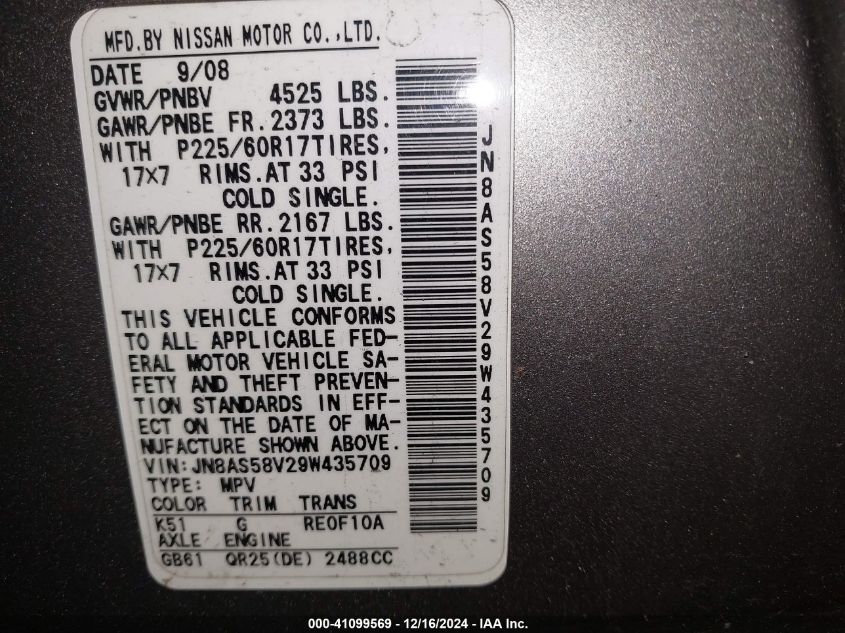 MFD.BY NISSAN MOTOR CO.,LTD.
DATE 9/08
GVWR/PNBV 4525 LBS.
GAWR/PNBE FR.2373 LBS.
WITH P225/60R17TIRES,
17×7 RIMS.AT 33 PSI
COLD SINGLE.
GAWR/PNBE RR.2167 LBS.
WITH P225/60R17TIRES,
17×7 RIMS.AT 33 PSI
COLD SINGLE.
THIS VEHICLE CONFORMS
TO ALL APPLICABLE FED-
ERAL MOTOR VEHICLE SA-
FETY AND THEFT PREVEN-
TION STANDARDS IN EFF-
ECT ON THE DATE OF MA-
NUFACTURE SHOWN ABOVE.
VIN:JN8AS58V29W435709
TYPE: MPV
COLOR TRIM TRANS
K51 G RE0F10A
AXLE ENGINE
GB61 QR25(DE) 2488CC
JN8AS58V29W435709
000-41099569 - 12/16/2024 - IAA Inc.